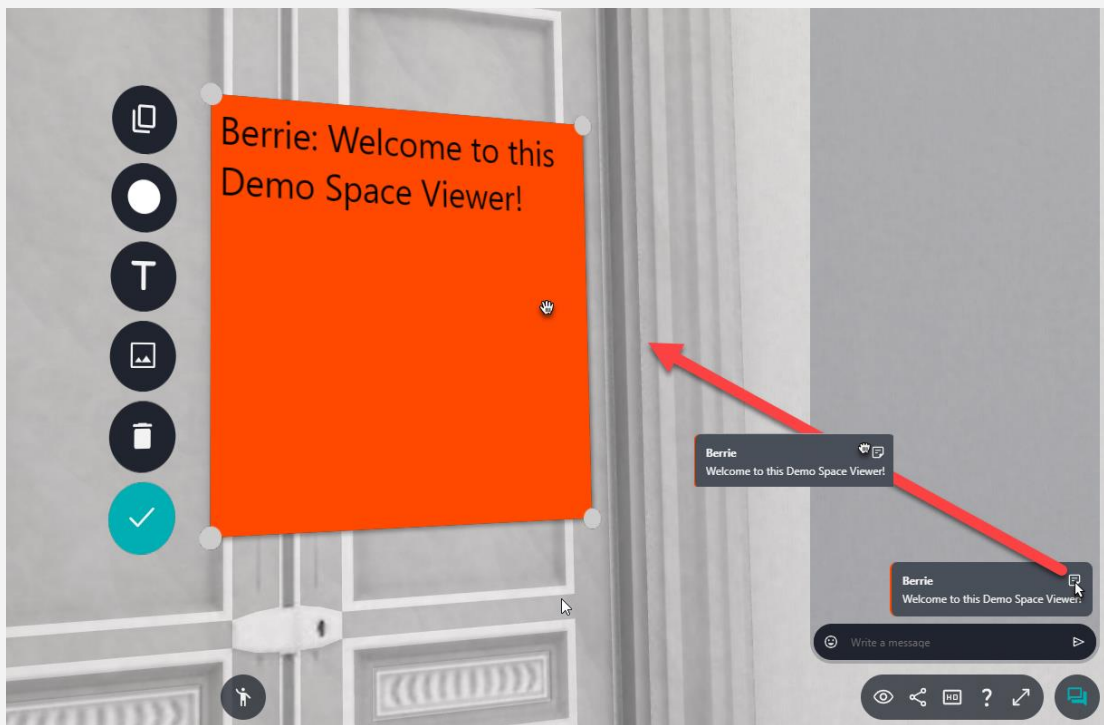 Berrie: Welcome to this
Demo Space Viewer!
T
Berrie
Welcome to this Demo Space Viewer!
Berrie
Welcome to this Demo Space Viewer!
Write a message
HD
?